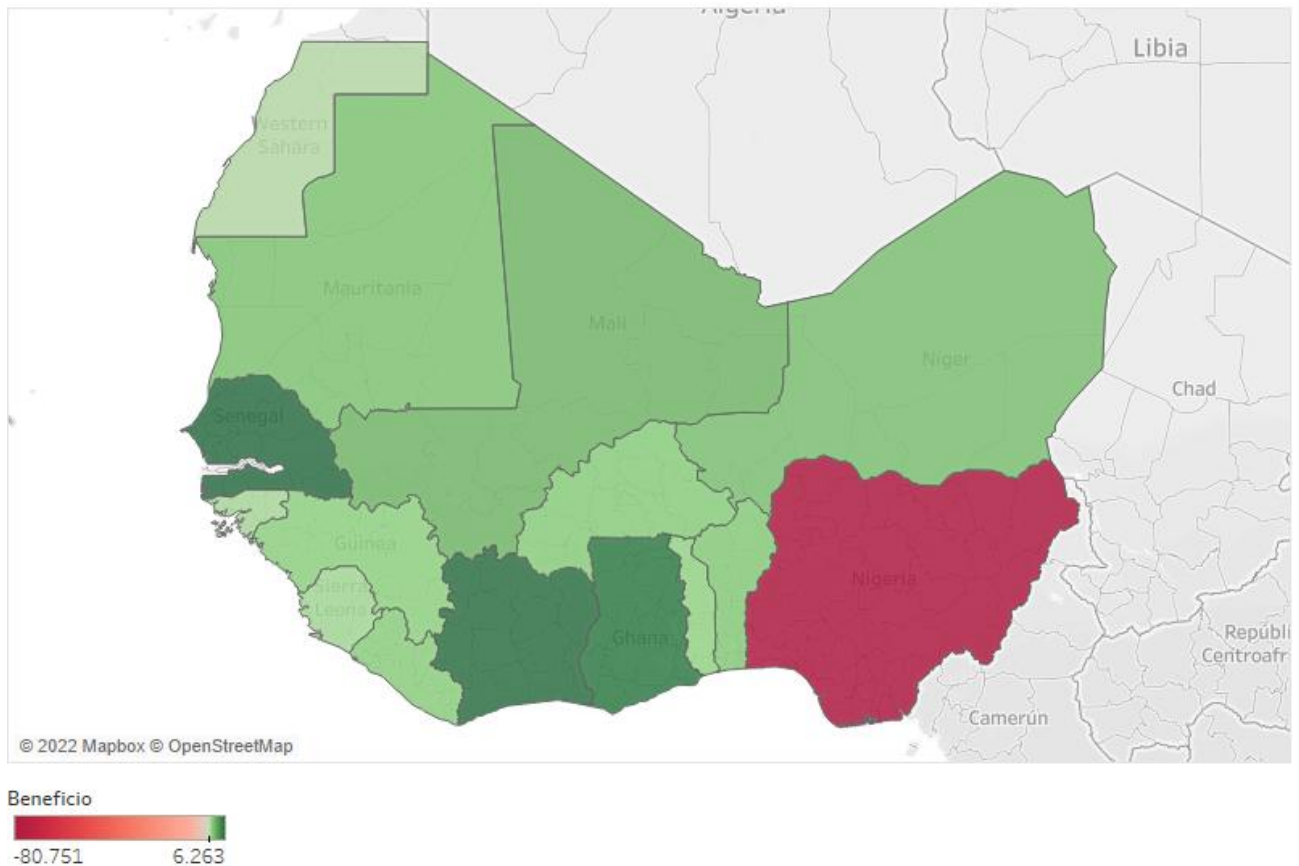 Algeria
Libia
Western
Sahara
Mauritania
Mali
Níger
Chad
Senegal
Guinea
Sierra
Leona
Ghana
Nigeria
Repúbli
Centroafr
Camerún
© 2022 Mapbox © OpenStreetMap
Beneficio
-80.751 6.263